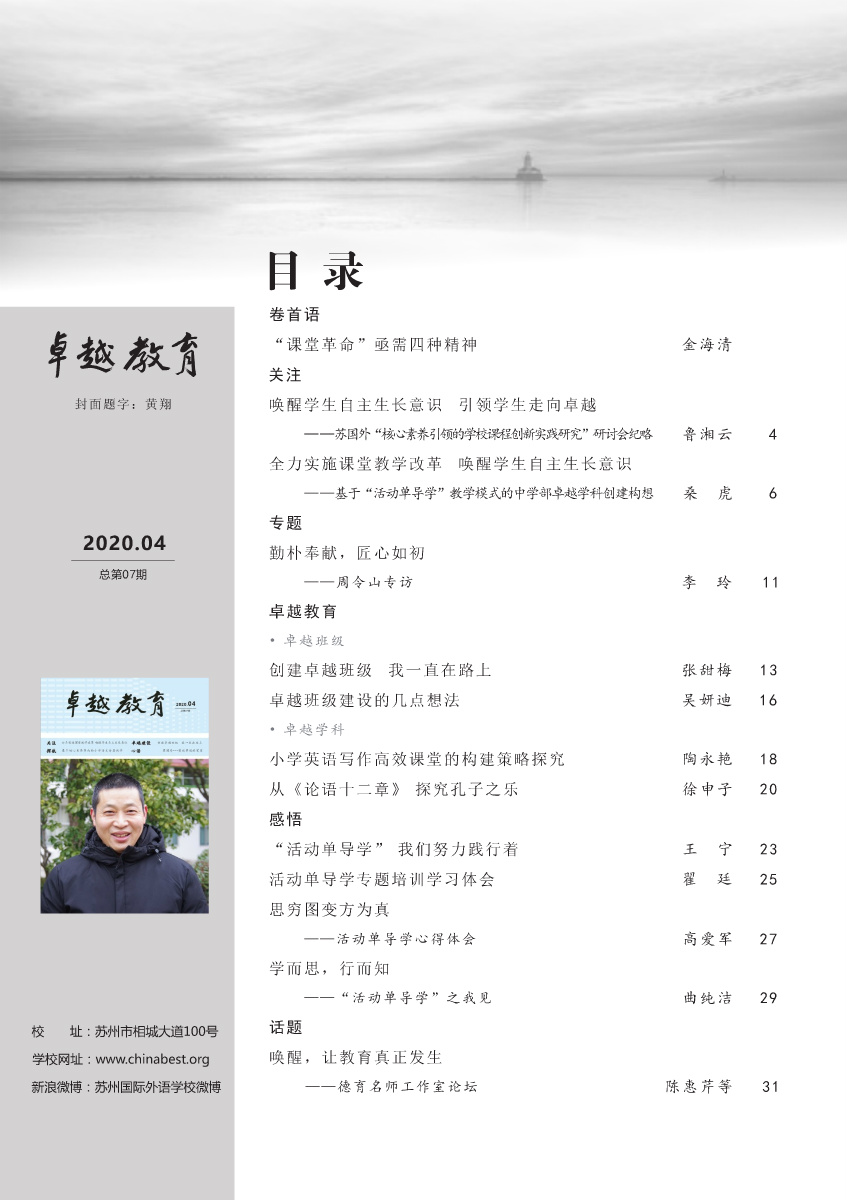 目 录
卓越教育
封面题字：黄翔
2020.04
总第07期
卓越教育
2020.04
关注
卓越班级
探航
心语
校　　址：苏州市相城大道100号
学校网址：www.chinabest.org
新浪微博：苏州国际外语学校微博
卷首语
“课堂革命”亟需四种精神 金海清
关注
唤醒学生自主生长意识 引领学生走向卓越
——苏国外“核心素养引领的学校课程创新实践研究”研讨会纪略 鲁湘云 4
全力实施课堂教学改革 唤醒学生自主生长意识
——基于“活动单导学”教学模式的中学部卓越学科创建构想 桑　虎 6
专题
勤朴奉献，匠心如初
——周令山专访 李　玲 11
卓越教育
• 卓越班级
创建卓越班级 我一直在路上 张甜梅 13
卓越班级建设的几点想法 吴妍迪 16
• 卓越学科
小学英语写作高效课堂的构建策略探究 陶永艳 18
从《论语十二章》 探究孔子之乐 徐申子 20
感悟
“活动单导学” 我们努力践行着 王　宁 23
活动单导学专题培训学习体会 翟　廷 25
思穷图变方为真
——活动单导学心得体会 高爱军 27
学而思，行而知
——“活动单导学”之我见 曲纯洁 29
话题
唤醒，让教育真正发生
——德育名师工作室论坛 陈惠芹等 31